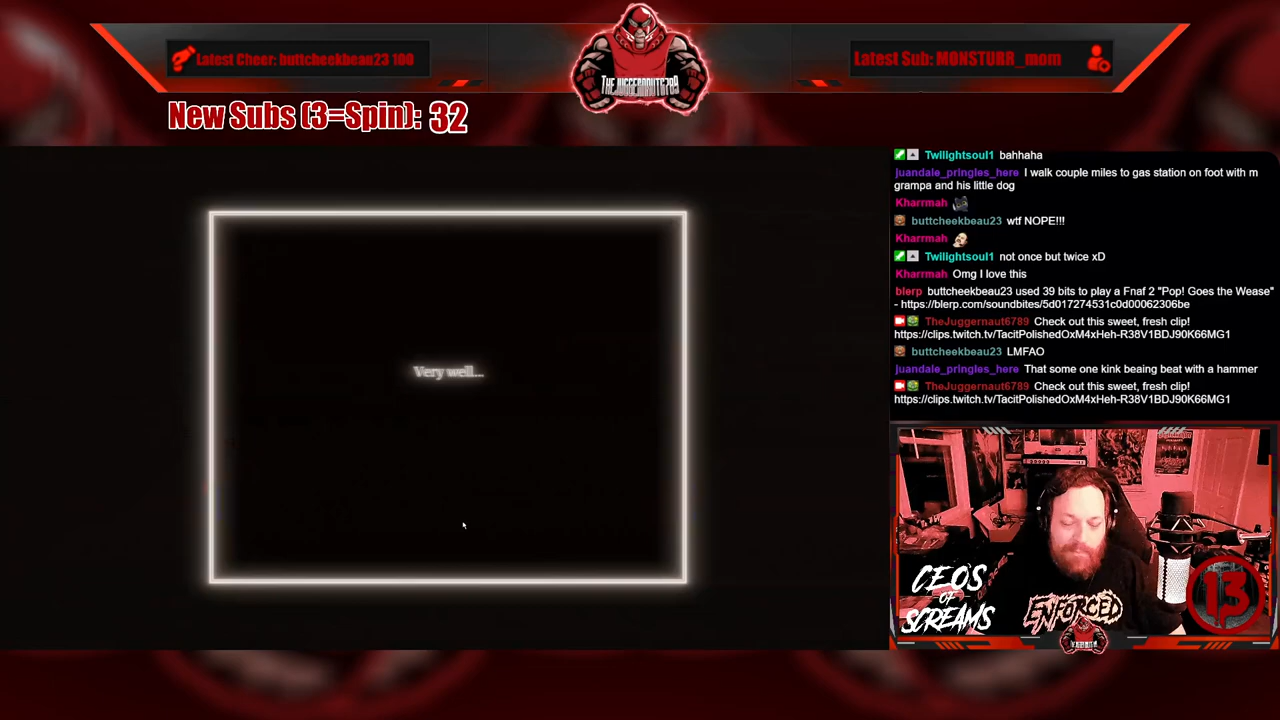 Latest Cheer: buttcheekbeau23 100
THEJUGGERNAUT6789
Latest Sub: MONSTURR_mom
New Subs (3=Spin): 32
Very well...
Twilightsoul1 bahhaha
juandale_pringles_here I walk couple miles to gas station on foot with m
grampa and his little dog
Kharrmah
buttcheekbeau23 wtf NOPE!!!
Kharrmah
Twilightsoul1 not once but twice xD
Kharrmah Omg I love this
blerp buttcheekbeau23 used 39 bits to play a Fnaf 2 "Pop! Goes the Wease"
- https://blerp.com/soundbites/5d017274531c0d00062306be
TheJuggernaut6789 Check out this sweet, fresh clip!
https://clips.twitch.tv/TacitPolishedOxM4xHeh-R38V1BDJ90K66MG1
buttcheekbeau23 LMFAO
juandale_pringles_here That some one kink beaing beat with a hammer
TheJuggernaut6789 Check out this sweet, fresh clip!
https://clips.twitch.tv/TacitPolishedOxM4xHeh-R38V1BDJ90K66MG1
CEOS
OF
SCREAMS
ENFORCED
13